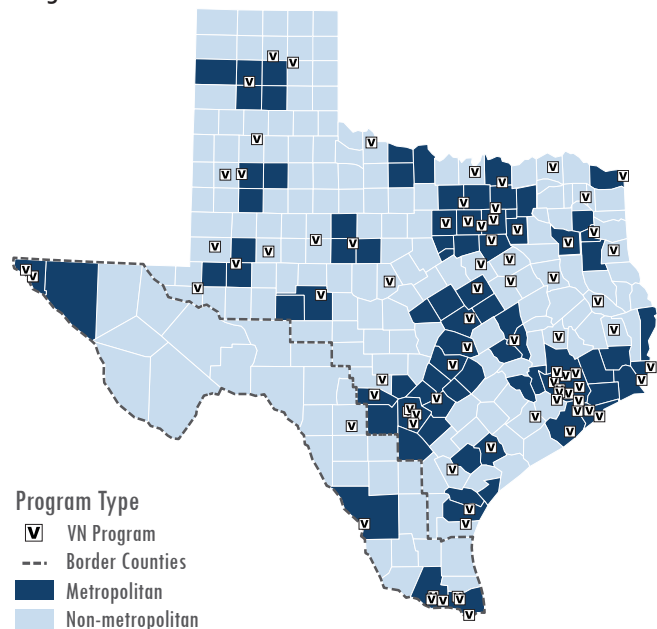 V
Program Type
V VN Program
Border Counties
Metropolitan
Non-metropolitan